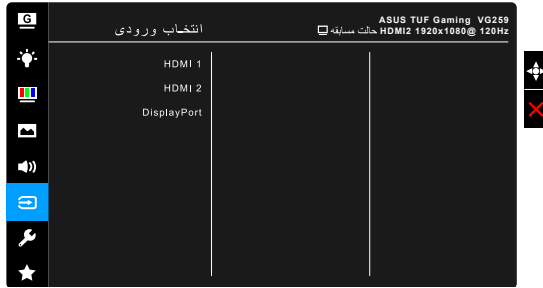 G
انتخاب ورودی
ASUS TUF Gaming VG259
حالت مسابقه HDMI2 1920x1080@ 120Hz
HDMI 1
HDMI 2
DisplayPort